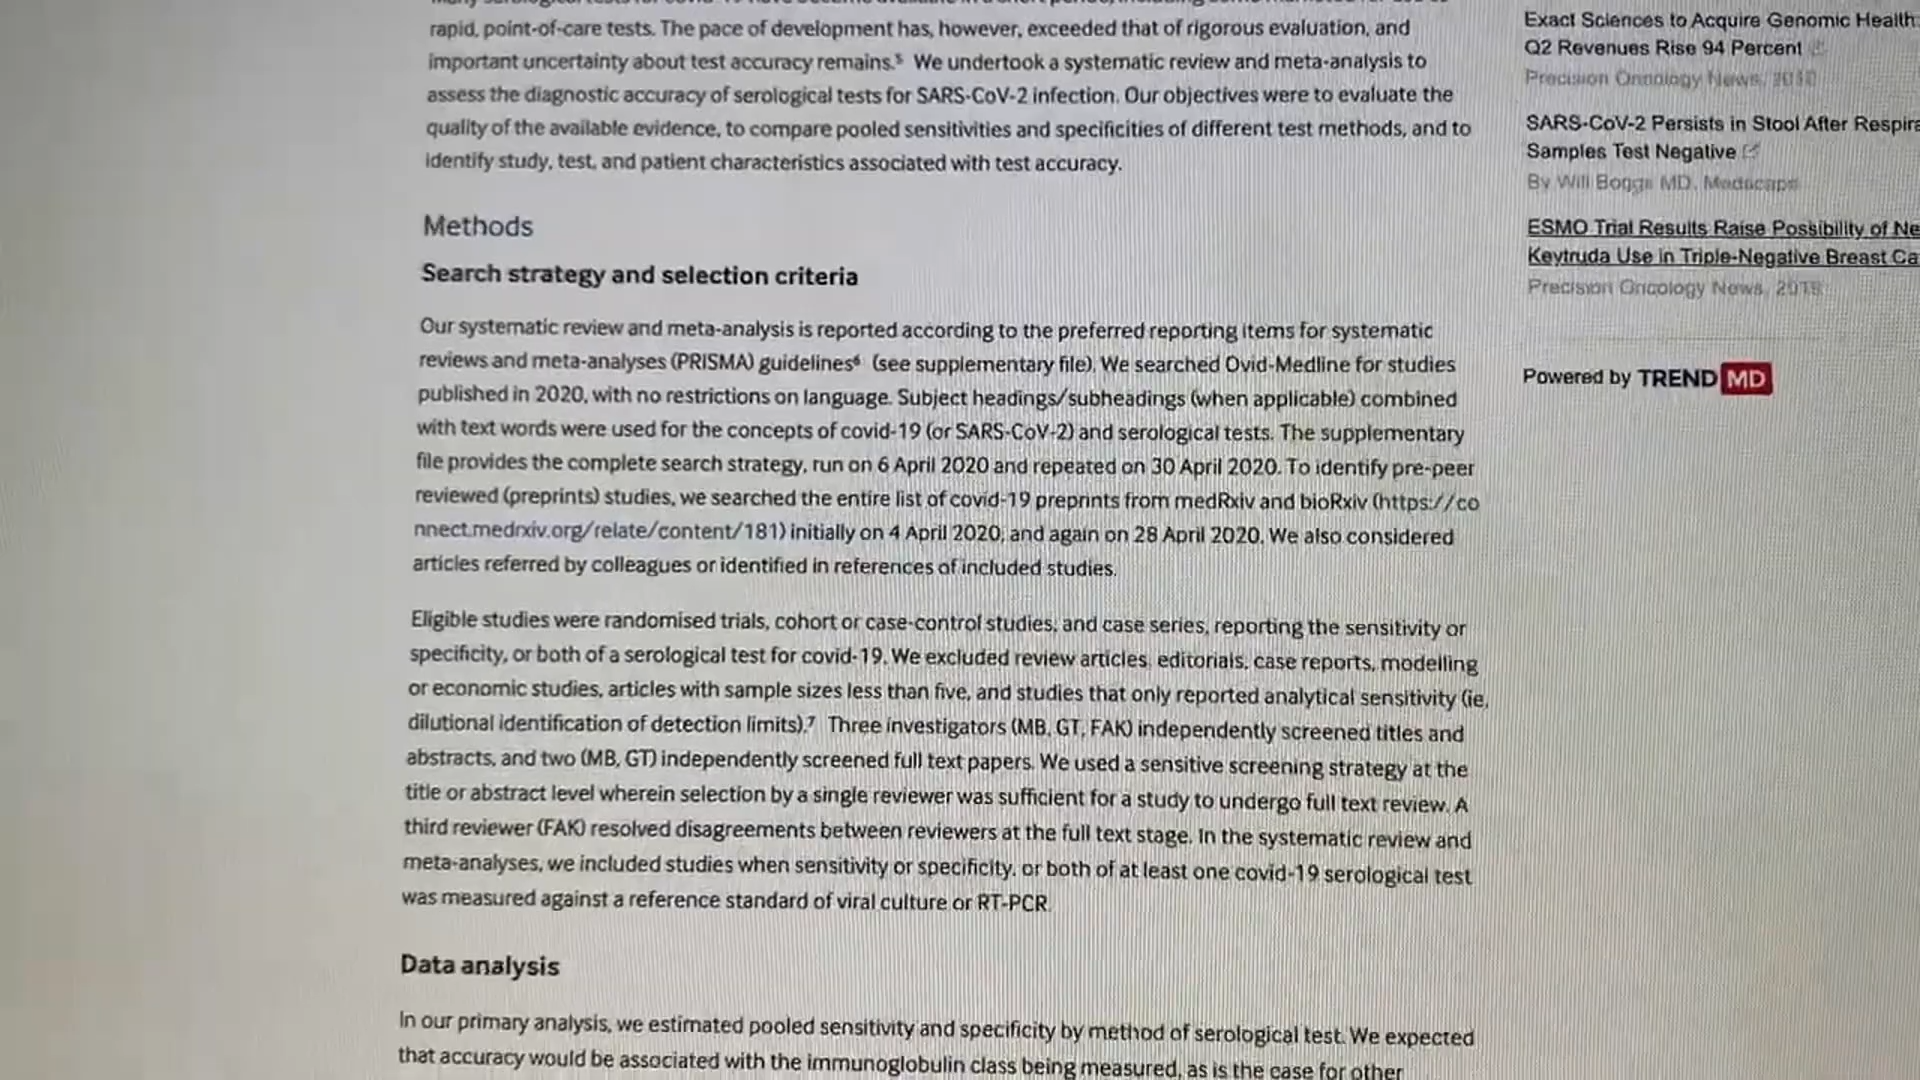 rapid, point-of-care tests. The pace of development has, however, exceeded that of rigorous evaluation, and
important uncertainty about test accuracy remains.⁵ We undertook a systematic review and meta-analysis to
assess the diagnostic accuracy of serological tests for SARS-CoV-2 infection. Our objectives were to evaluate the
quality of the available evidence, to compare pooled sensitivities and specificities of different test methods, and to
identify study, test, and patient characteristics associated with test accuracy.
Methods
Search strategy and selection criteria
Our systematic review and meta-analysis is reported according to the preferred reporting items for systematic
reviews and meta-analyses (PRISMA) guidelines⁶ (see supplementary file). We searched Ovid-Medline for studies
published in 2020, with no restrictions on language. Subject headings/subheadings (when applicable) combined
with text words were used for the concepts of covid-19 (or SARS-CoV-2) and serological tests. The supplementary
file provides the complete search strategy, run on 6 April 2020 and repeated on 30 April 2020. To identify pre-peer
reviewed (preprints) studies, we searched the entire list of covid-19 preprints from medRxiv and bioRxiv (https://co
nnect.medrxiv.org/relate/content/181) initially on 4 April 2020, and again on 28 April 2020. We also considered
articles referred by colleagues or identified in references of included studies.
Eligible studies were randomised trials, cohort or case-control studies, and case series, reporting the sensitivity or
specificity, or both of a serological test for covid-19. We excluded review articles, editorials, case reports, modelling
or economic studies, articles with sample sizes less than five, and studies that only reported analytical sensitivity (ie,
dilutional identification of detection limits).⁷ Three investigators (MB, GT, FAK) independently screened titles and
abstracts, and two (MB, GT) independently screened full text papers. We used a sensitive screening strategy at the
title or abstract level wherein selection by a single reviewer was sufficient for a study to undergo full text review. A
third reviewer (FAK) resolved disagreements between reviewers at the full text stage. In the systematic review and
meta-analyses, we included studies when sensitivity or specificity, or both of at least one covid-19 serological test
was measured against a reference standard of viral culture or RT-PCR.
Data analysis
In our primary analysis, we estimated pooled sensitivity and specificity by method of serological test. We expected
that accuracy would be associated with the immunoglobulin class being measured, as is the case for other
Exact Sciences to Acquire Genomic Health
Q2 Revenues Rise 94 Percent
Precision Oncology News,
SARS-CoV-2 Persists in Stool After
Samples Test Negative
By Will Boggs MD, Medscape
ESMO Trial Results Raise Possibility of
Keytruda Use in Triple-Negative Breast
Precision Oncology News,
Powered by TREND MD